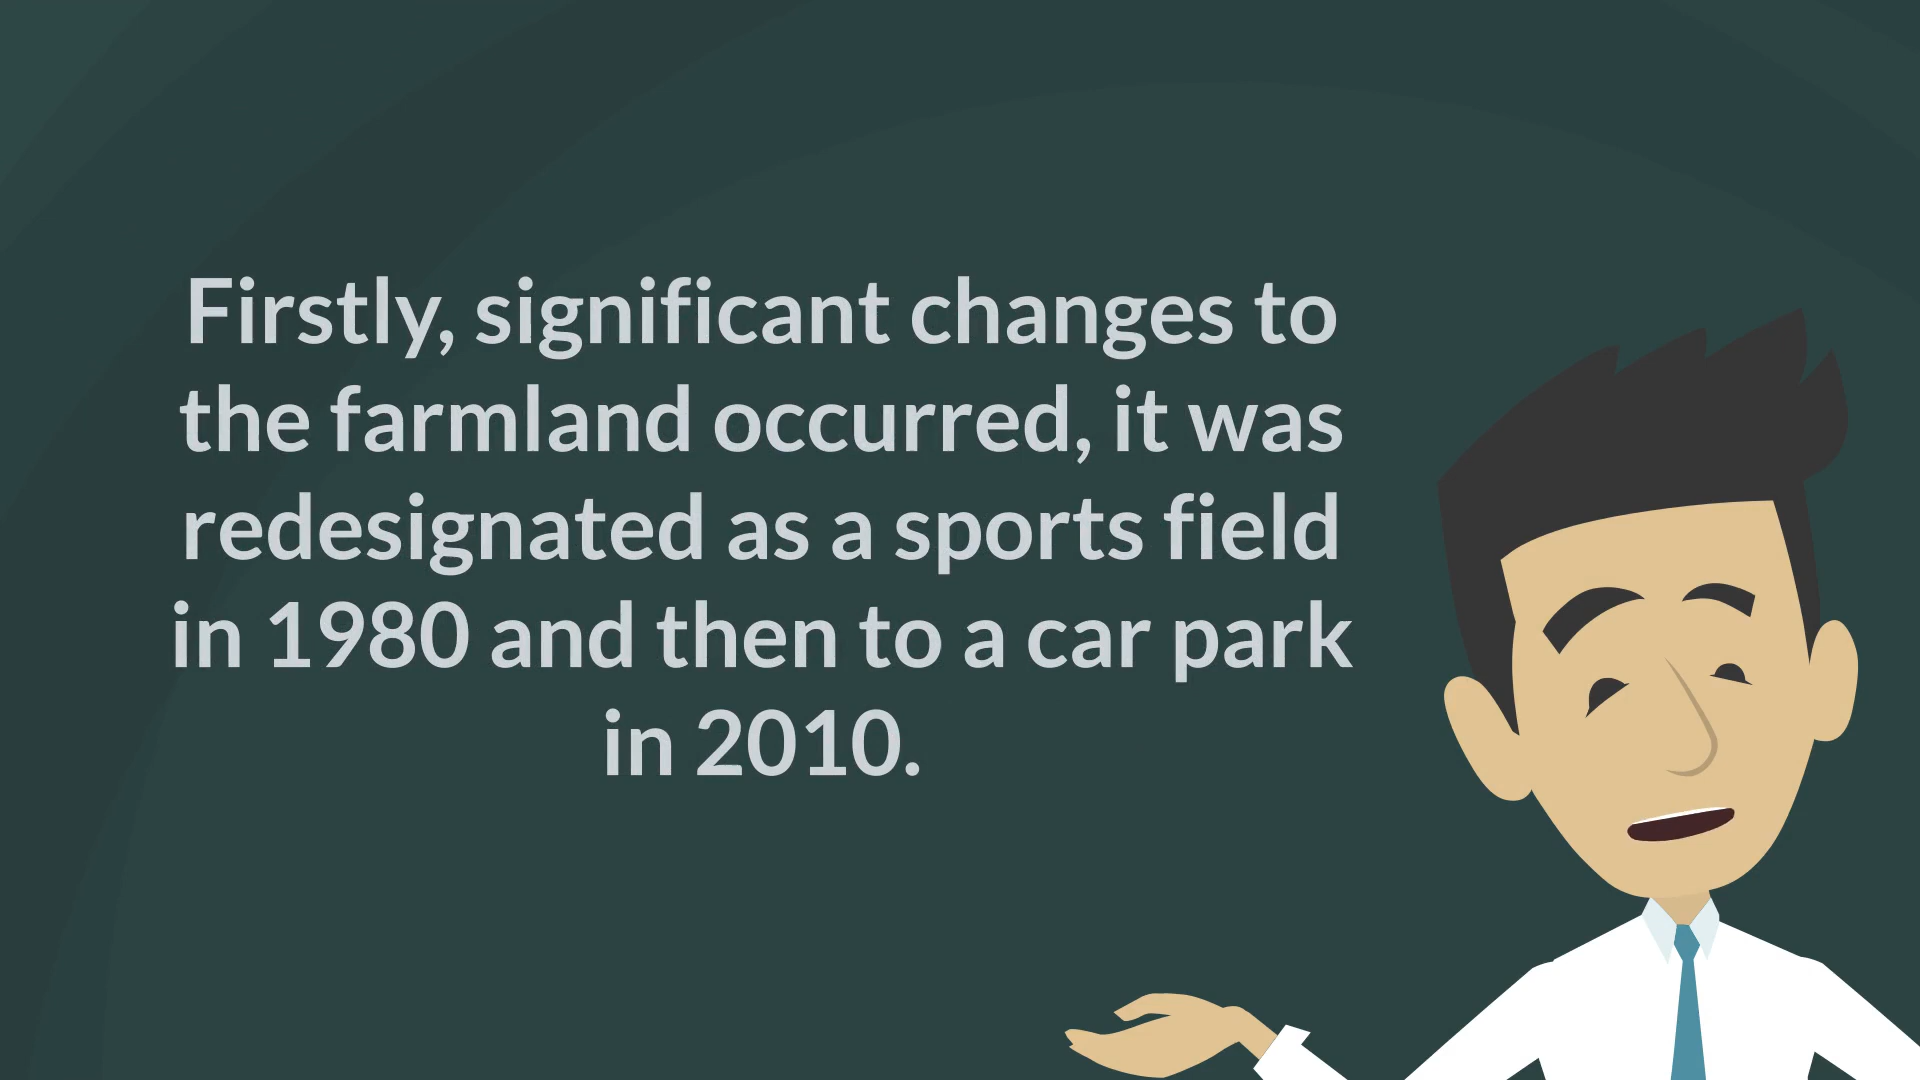 Firstly, significant changes to
the farmland occurred, it was
redesignated as a sports field
in 1980 and then to a car park
in 2010.